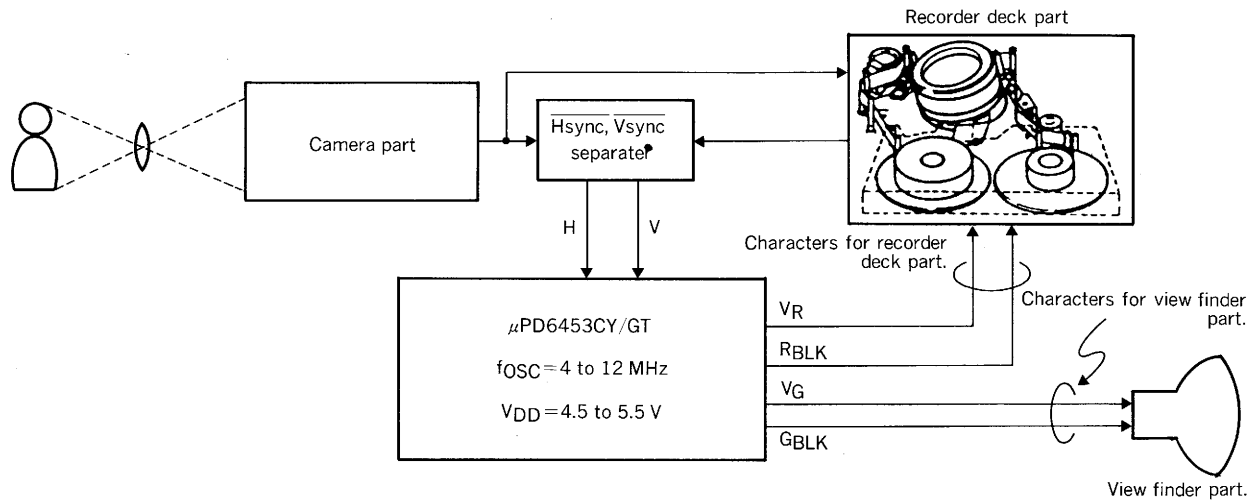 Recorder deck part
Camera part
Hsync, Vsync
separater
H
V
Characters for recorder
deck part.
Characters for view finder
part.
μPD6453CY/GT
fOSC=4 to 12 MHz
VDD=4.5 to 5.5 V
VR
RBLK
VG
GBLK
View finder part.